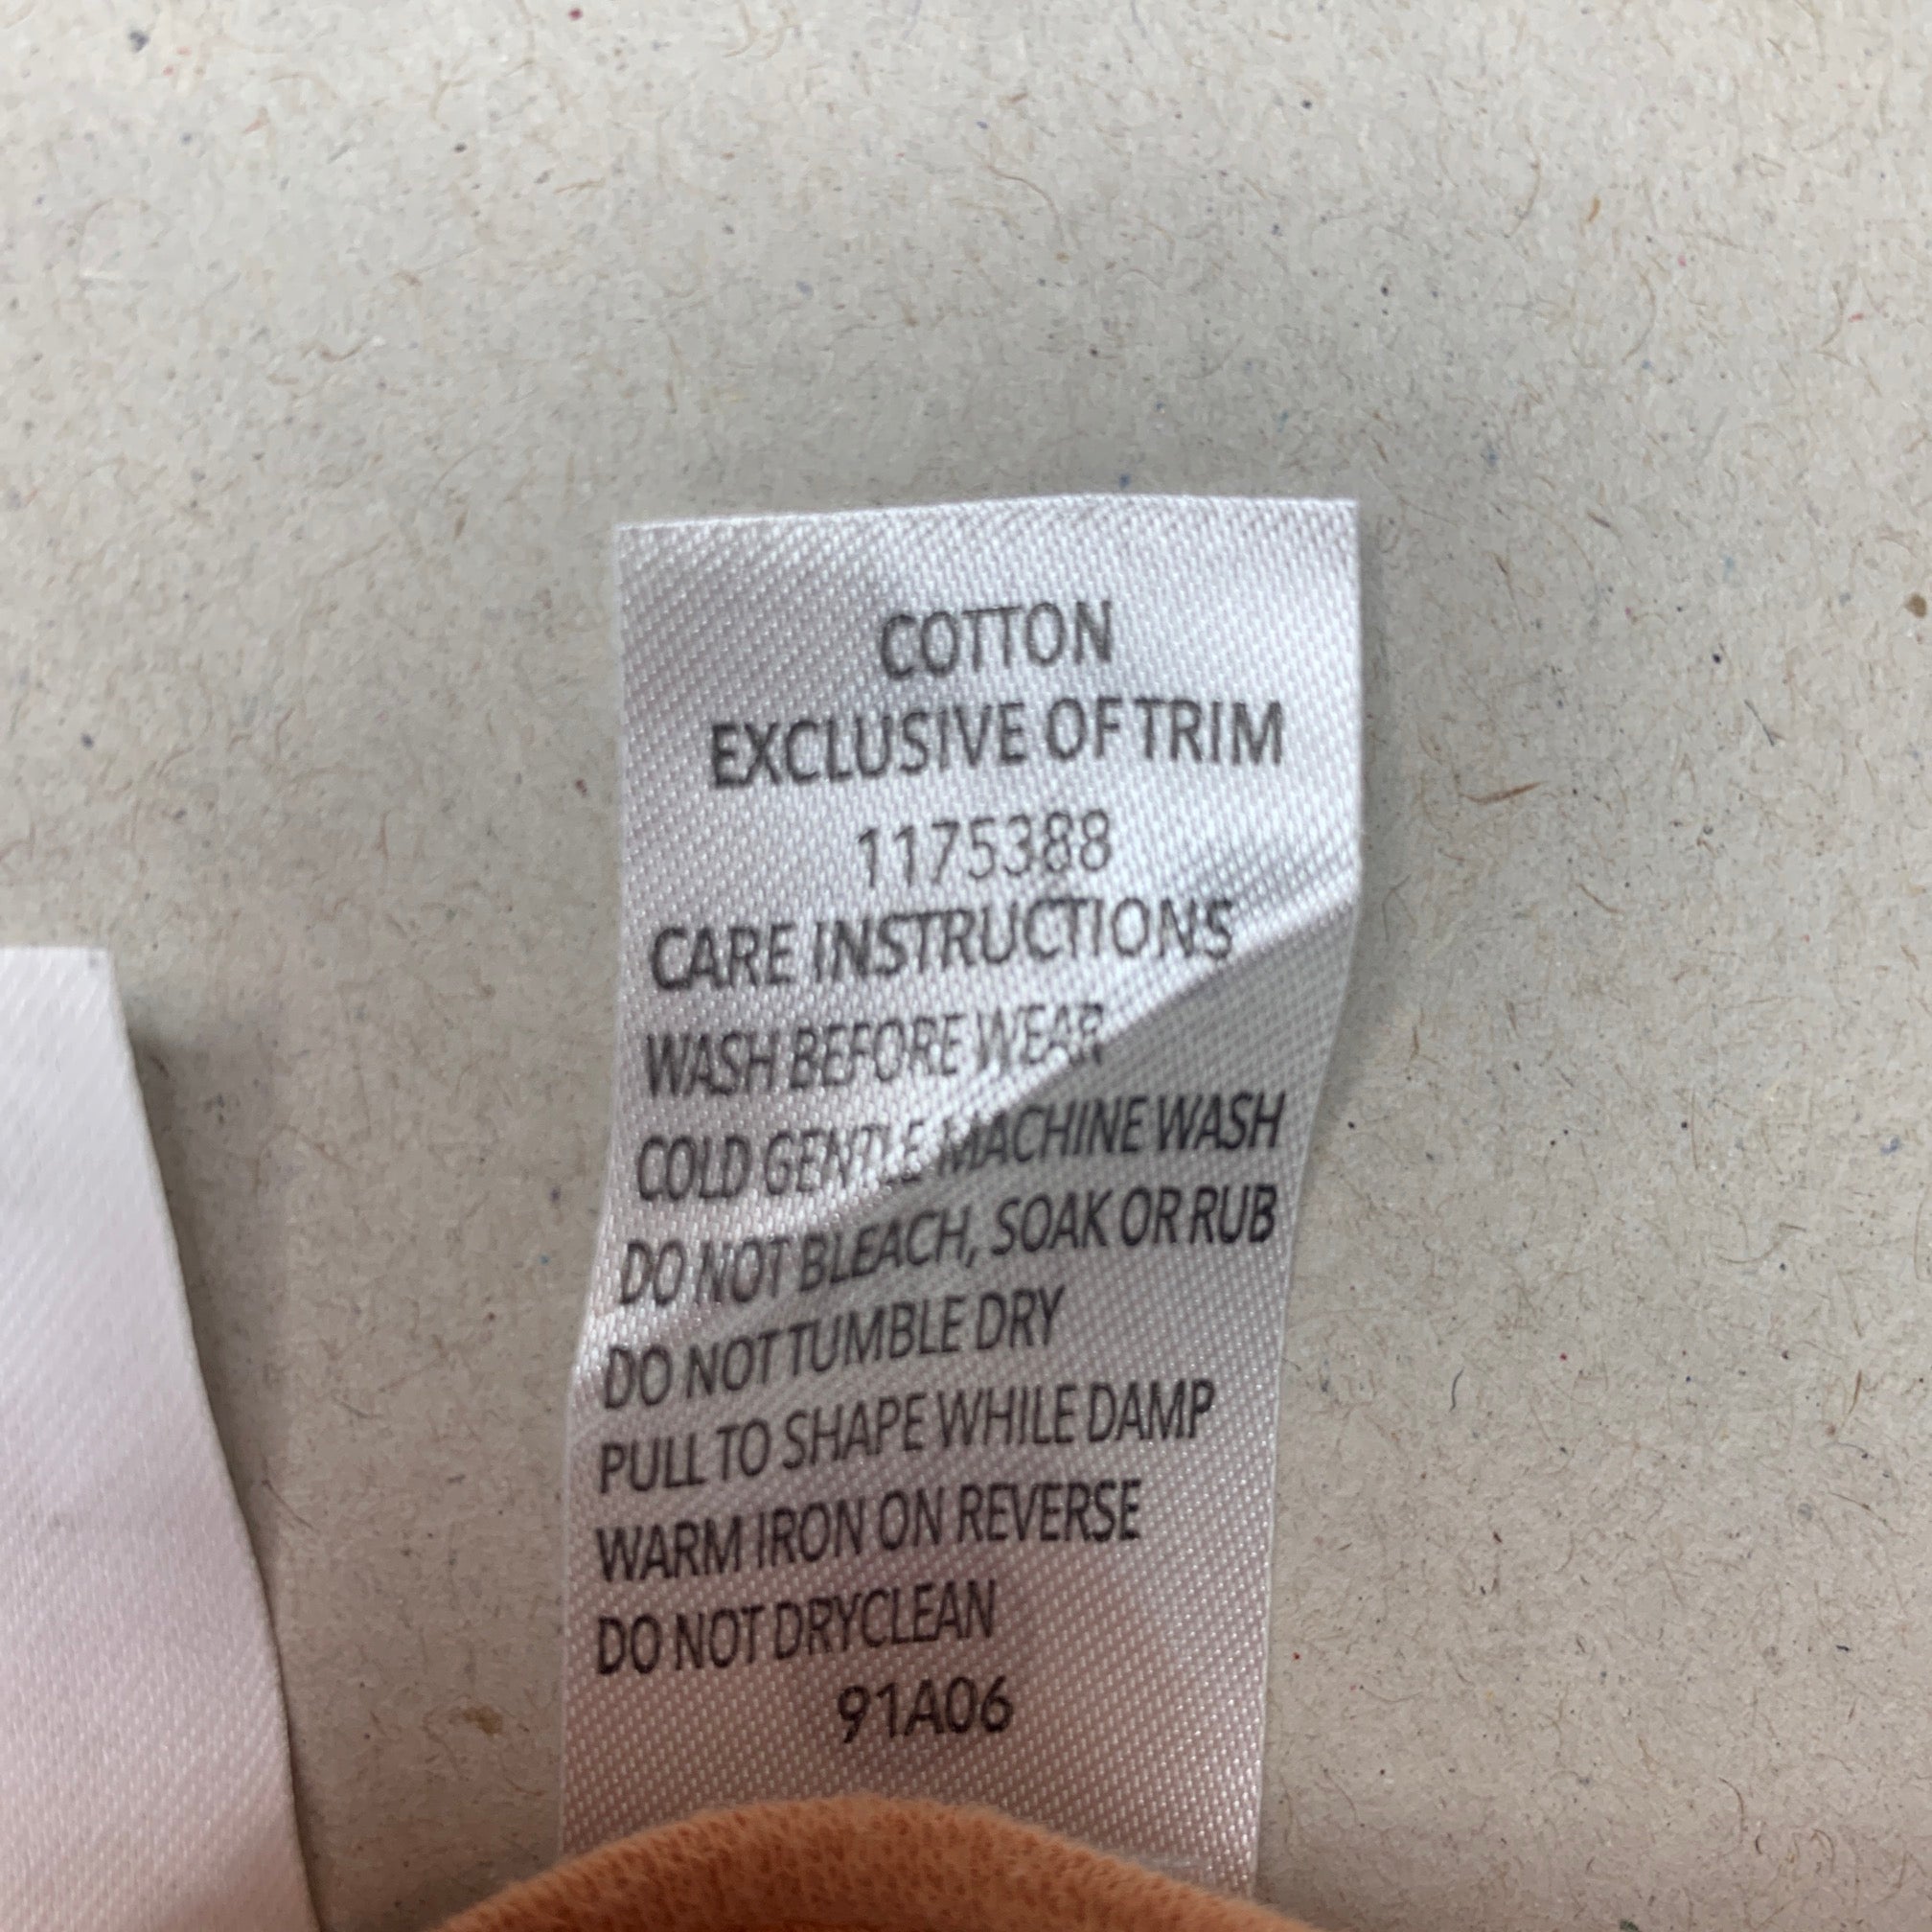 COTTON
EXCLUSIVE OF TRIM
1175388
CARE INSTRUCTIONS
WASH BEFORE WEAR
COLD GENTLE MACHINE WASH
DO NOT BLEACH, SOAK OR RUB
DO NOT TUMBLE DRY
PULL TO SHAPE WHILE DAMP
WARM IRON ON REVERSE
DO NOT DRYCLEAN
91A06